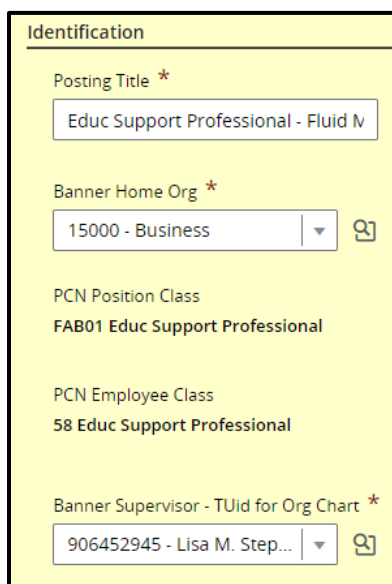 Identification
Posting Title *
Educ Support Professional - Fluid M
Banner Home Org *
15000 - Business
PCN Position Class
FAB01 Educ Support Professional
PCN Employee Class
58 Educ Support Professional
Banner Supervisor - TUid for Org Chart *
906452945 - Lisa M. Step...